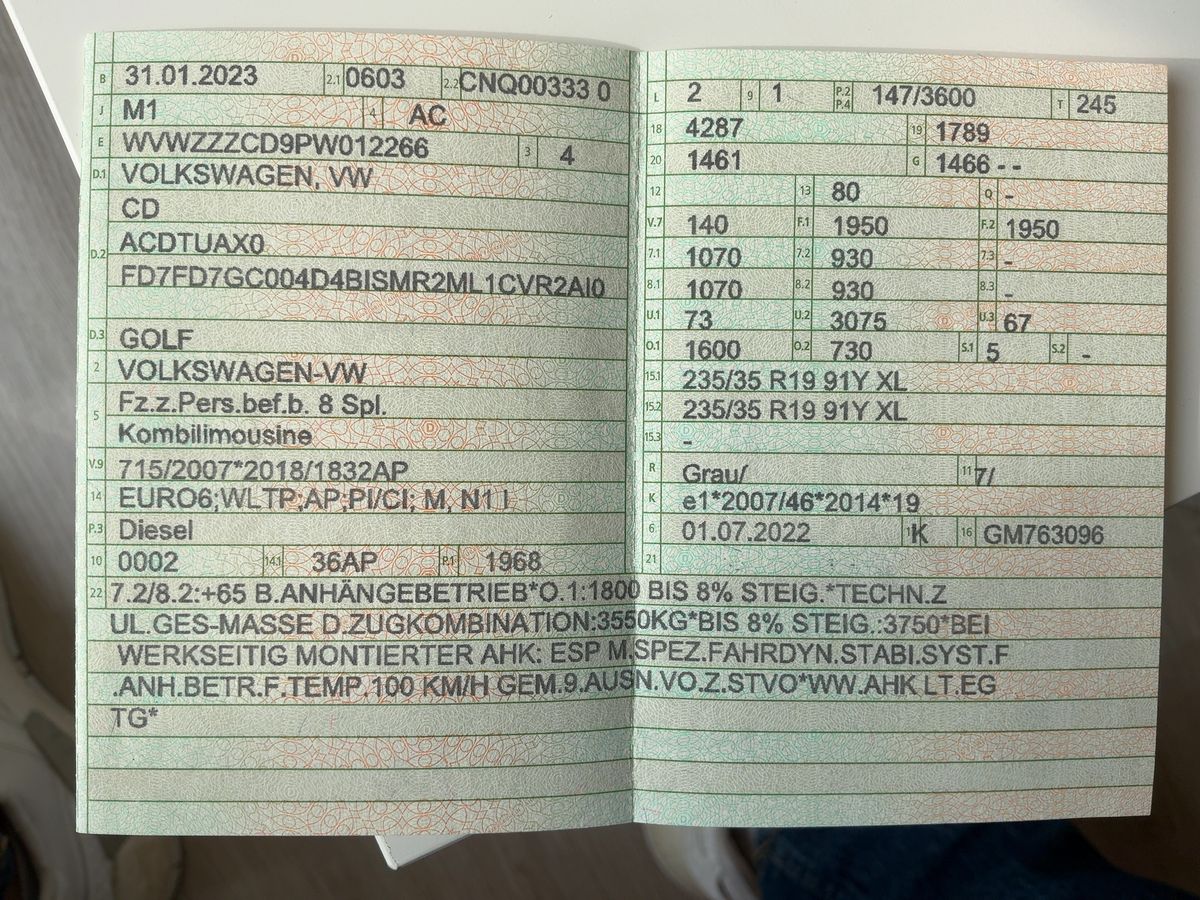 B 31.01.2023 2.1 0603 2.2 CNQ00333 0
J M1 4 AC
E WVWZZZCD9PW012266 3 4
D.1 VOLKSWAGEN, VW
CD
D.2 ACDTUAX0
FD7FD7GC004D4BISMR2ML1CVR2AI0
D.3 GOLF
2 VOLKSWAGEN-VW
5 Fz.z.Pers.bef.b. 8 Spl.
Kombilimousine
V.9 715/2007*2018/1832AP
14 EURO6;WLTP;AP;PI/CI; M, N1 I
P.3 Diesel
10 0002 14.1 36AP P.1 1968
L 2 9 1 P.2 P.4 147/3600 T 245
18 4287 19 1789
20 1461 G 1466 - -
12 13 80 Q -
V.7 140 F.1 1950 F.2 1950
7.1 1070 7.2 930 7.3 -
8.1 1070 8.2 930 8.3 -
U.1 73 U.2 3075 U.3 67
O.1 1600 O.2 730 S.1 5 S.2 -
15.1 235/35 R19 91Y XL
15.2 235/35 R19 91Y XL
15.3 -
R Grau/ 11 7/
K e1*2007/46*2014*19
6 01.07.2022 17 K 16 GM763096
21
22 7.2/8.2:+65 B.ANHÄNGEBETRIEB*O.1:1800 BIS 8% STEIG.*TECHN.Z
UL.GES-MASSE D.ZUGKOMBINATION:3550KG*BIS 8% STEIG.:3750*BEI
WERKSEITIG MONTIERTER AHK: ESP M.SPEZ.FAHRDYN.STABI.SYST.F
.ANH.BETR.F.TEMP.100 KM/H GEM.9.AUSN.VO.Z.STVO*WW.AHK LT.EG
TG*